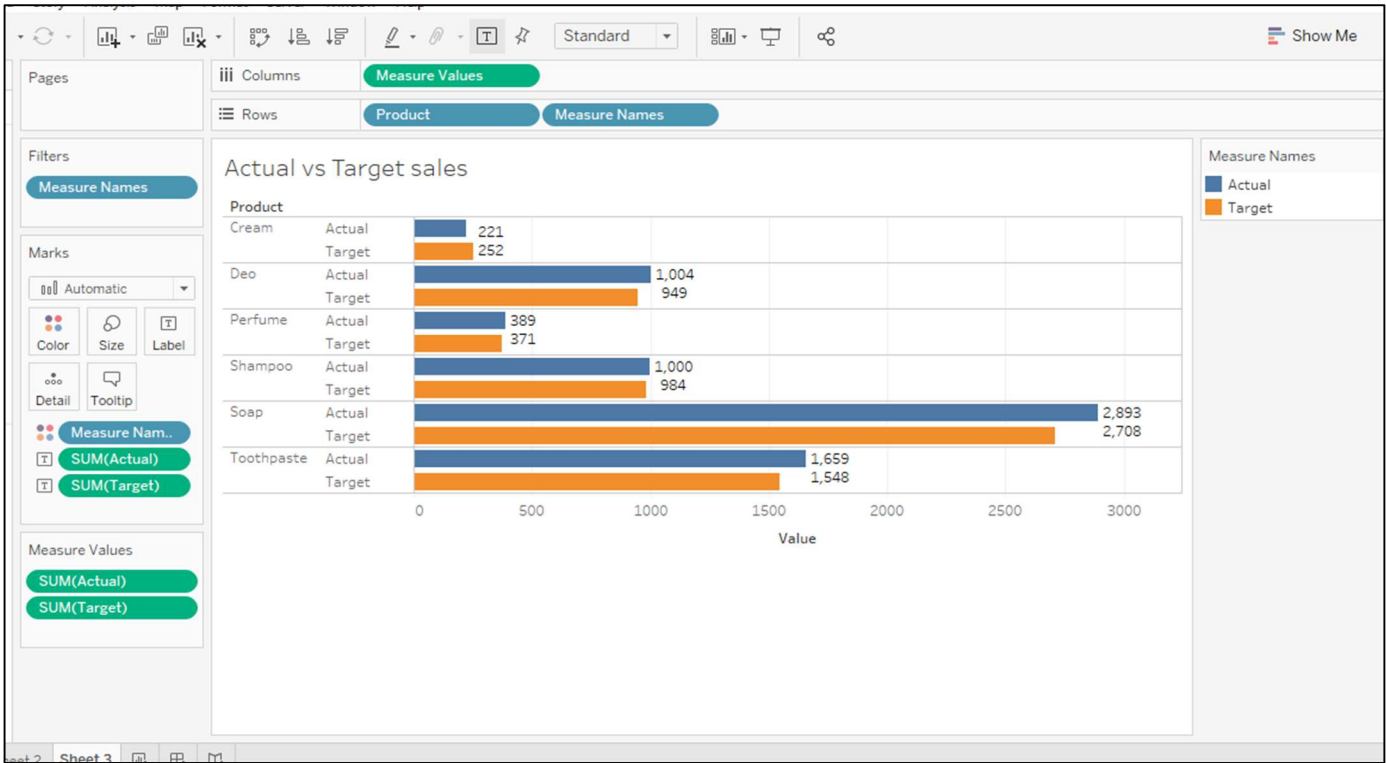 Standard
Show Me
Pages
Columns
Measure Values
Rows
Product
Measure Names
Filters
Measure Names
Marks
Automatic
Color
Size
Label
Detail
Tooltip
Measure Nam..
SUM(Actual)
SUM(Target)
Measure Values
SUM(Actual)
SUM(Target)
Actual vs Target sales
Product
Cream Actual 221
Target 252
Deo Actual 1,004
Target 949
Perfume Actual 389
Target 371
Shampoo Actual 1,000
Target 984
Soap Actual 2,893
Target 2,708
Toothpaste Actual 1,659
Target 1,548
0 500 1000 1500 2000 2500 3000
Value
Measure Names
Actual
Target
Sheet 3